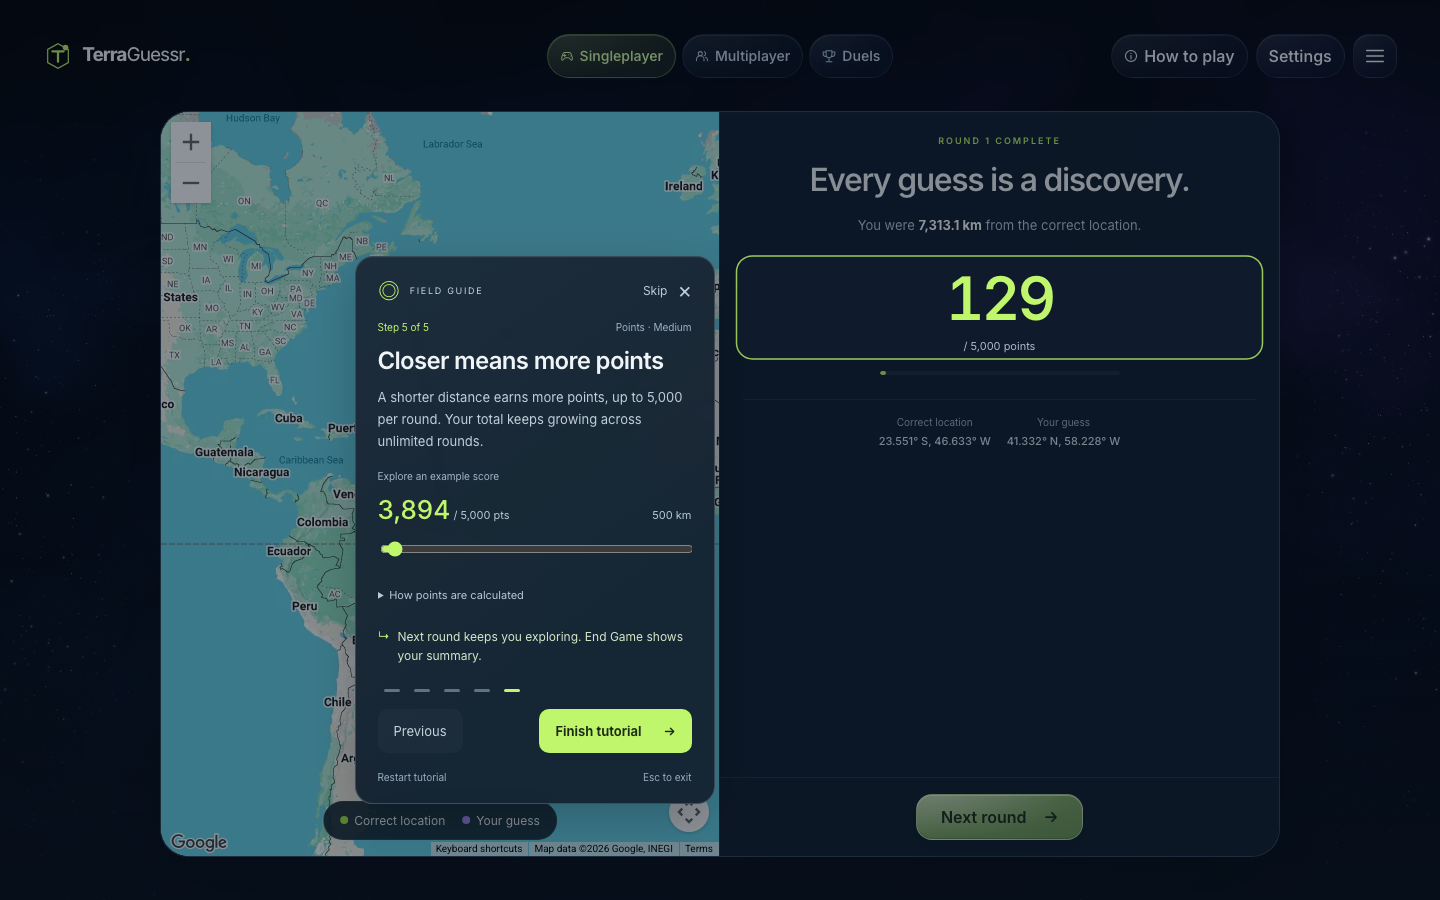 TerraGuessr.
Singleplayer
Multiplayer
Duels
How to play
Settings
Hudson Bay
Labrador Sea
NL
Ireland
ON
QC
ND
MN
NB
PE
WI
MI
NY
NH
MA
IA
IL
IN
OH
PA
MD
DE
States
KS
MO
KY
WV
VA
OK
AR
TN
NC
MS
SC
TX
AL
GA
LA
FL
co
Cuba
Puert
Guatemala
Caribbean Sea
Nicaragua
Ven
Colombia
Ecuador
AC
Peru
Chile
Ar
FIELD GUIDE
Skip
Step 5 of 5
Points · Medium
Closer means more points
A shorter distance earns more points, up to 5,000
per round. Your total keeps growing across
unlimited rounds.
Explore an example score
3,894 / 5,000 pts
500 km
How points are calculated
Next round keeps you exploring. End Game shows
your summary.
Previous
Finish tutorial
Restart tutorial
Esc to exit
Correct location
Your guess
Google
Keyboard shortcuts
Map data ©2026 Google, INEGI
Terms
ROUND 1 COMPLETE
Every guess is a discovery.
You were 7,313.1 km from the correct location.
129
/ 5,000 points
Correct location
Your guess
23.551° S, 46.633° W
41.332° N, 58.228° W
Next round